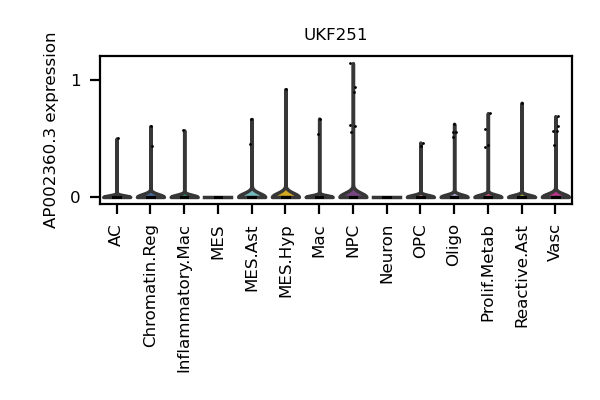 UKF251
AP002360.3 expression
1
0
AC
Chromatin.Reg
Inflammatory.Mac
MES
MES.Ast
MES.Hyp
Mac
NPC
Neuron
OPC
Oligo
Prolif.Metab
Reactive.Ast
Vasc